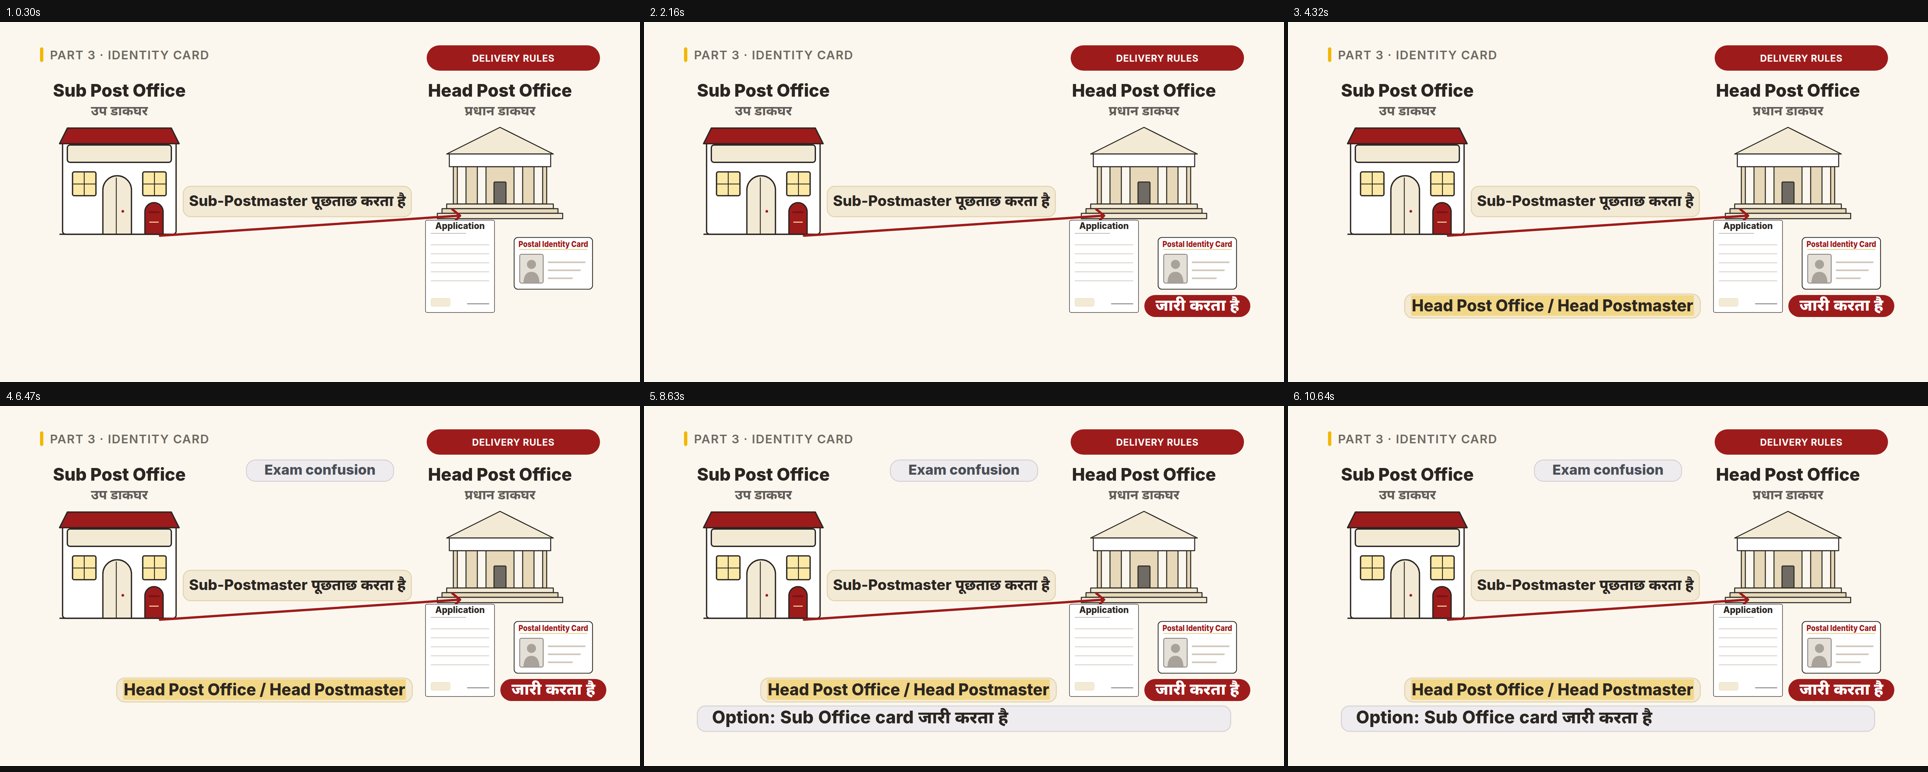 1. 0.30s
PART 3 · IDENTITY CARD
DELIVERY RULES
Sub Post Office
उप डाकघर
Head Post Office
प्रधान डाकघर
Sub-Postmaster पूछताछ करता है
Application
Postal Identity Card
2. 2.16s
PART 3 · IDENTITY CARD
DELIVERY RULES
Sub Post Office
उप डाकघर
Head Post Office
प्रधान डाकघर
Sub-Postmaster पूछताछ करता है
Application
Postal Identity Card
जारी करता है
3. 4.32s
PART 3 · IDENTITY CARD
DELIVERY RULES
Sub Post Office
उप डाकघर
Head Post Office
प्रधान डाकघर
Sub-Postmaster पूछताछ करता है
Application
Postal Identity Card
Head Post Office / Head Postmaster
जारी करता है
4. 6.47s
PART 3 · IDENTITY CARD
DELIVERY RULES
Exam confusion
Sub Post Office
उप डाकघर
Head Post Office
प्रधान डाकघर
Sub-Postmaster पूछताछ करता है
Application
Postal Identity Card
Head Post Office / Head Postmaster
जारी करता है
5. 8.63s
PART 3 · IDENTITY CARD
DELIVERY RULES
Exam confusion
Sub Post Office
उप डाकघर
Head Post Office
प्रधान डाकघर
Sub-Postmaster पूछताछ करता है
Application
Postal Identity Card
Head Post Office / Head Postmaster
जारी करता है
Option: Sub Office card जारी करता है
6. 10.64s
PART 3 · IDENTITY CARD
DELIVERY RULES
Exam confusion
Sub Post Office
उप डाकघर
Head Post Office
प्रधान डाकघर
Sub-Postmaster पूछताछ करता है
Application
Postal Identity Card
Head Post Office / Head Postmaster
जारी करता है
Option: Sub Office card जारी करता है